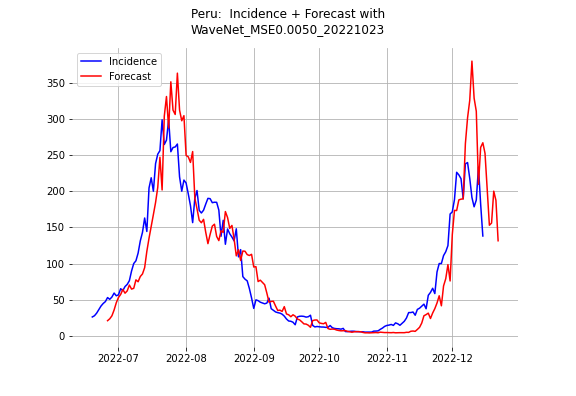 Peru:  Incidence + Forecast with
WaveNet_MSE0.0050_20221023
Incidence
Forecast
350
300
250
200
150
100
50
0
2022-07 2022-08 2022-09 2022-10 2022-11 2022-12